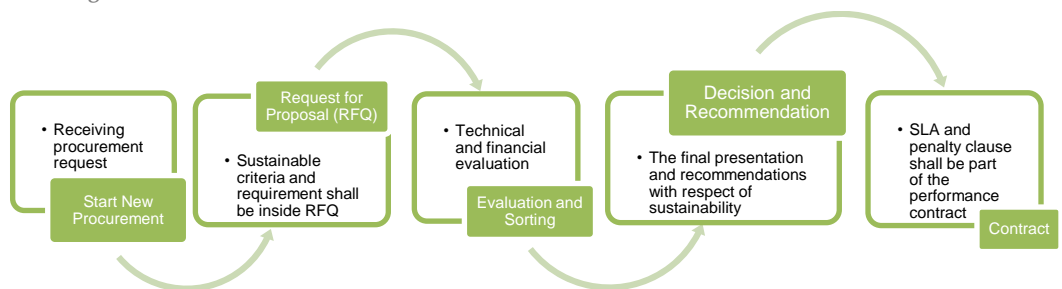 • Receiving
procurement
request
Start New
Procurement
Request for
Proposal (RFQ)
• Sustainable
criteria and
requirement shall
be inside RFQ
• Technical
and financial
evaluation
Evaluation and
Sorting
Decision and
Recommendation
• The final presentation
and recommendations
with respect of
sustainability
• SLA and
penalty clause
shall be part
of the
performance
contract
Contract